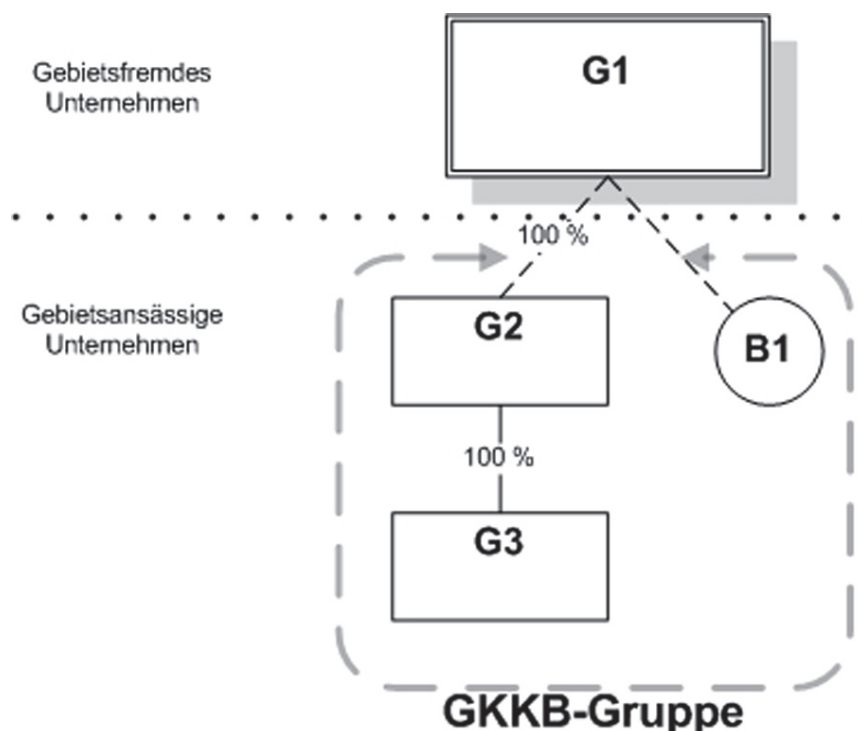 Gebietsfremdes
Unternehmen
G1
100 %
Gebietsansässige
Unternehmen
G2
B1
100 %
G3
GKKB-Gruppe